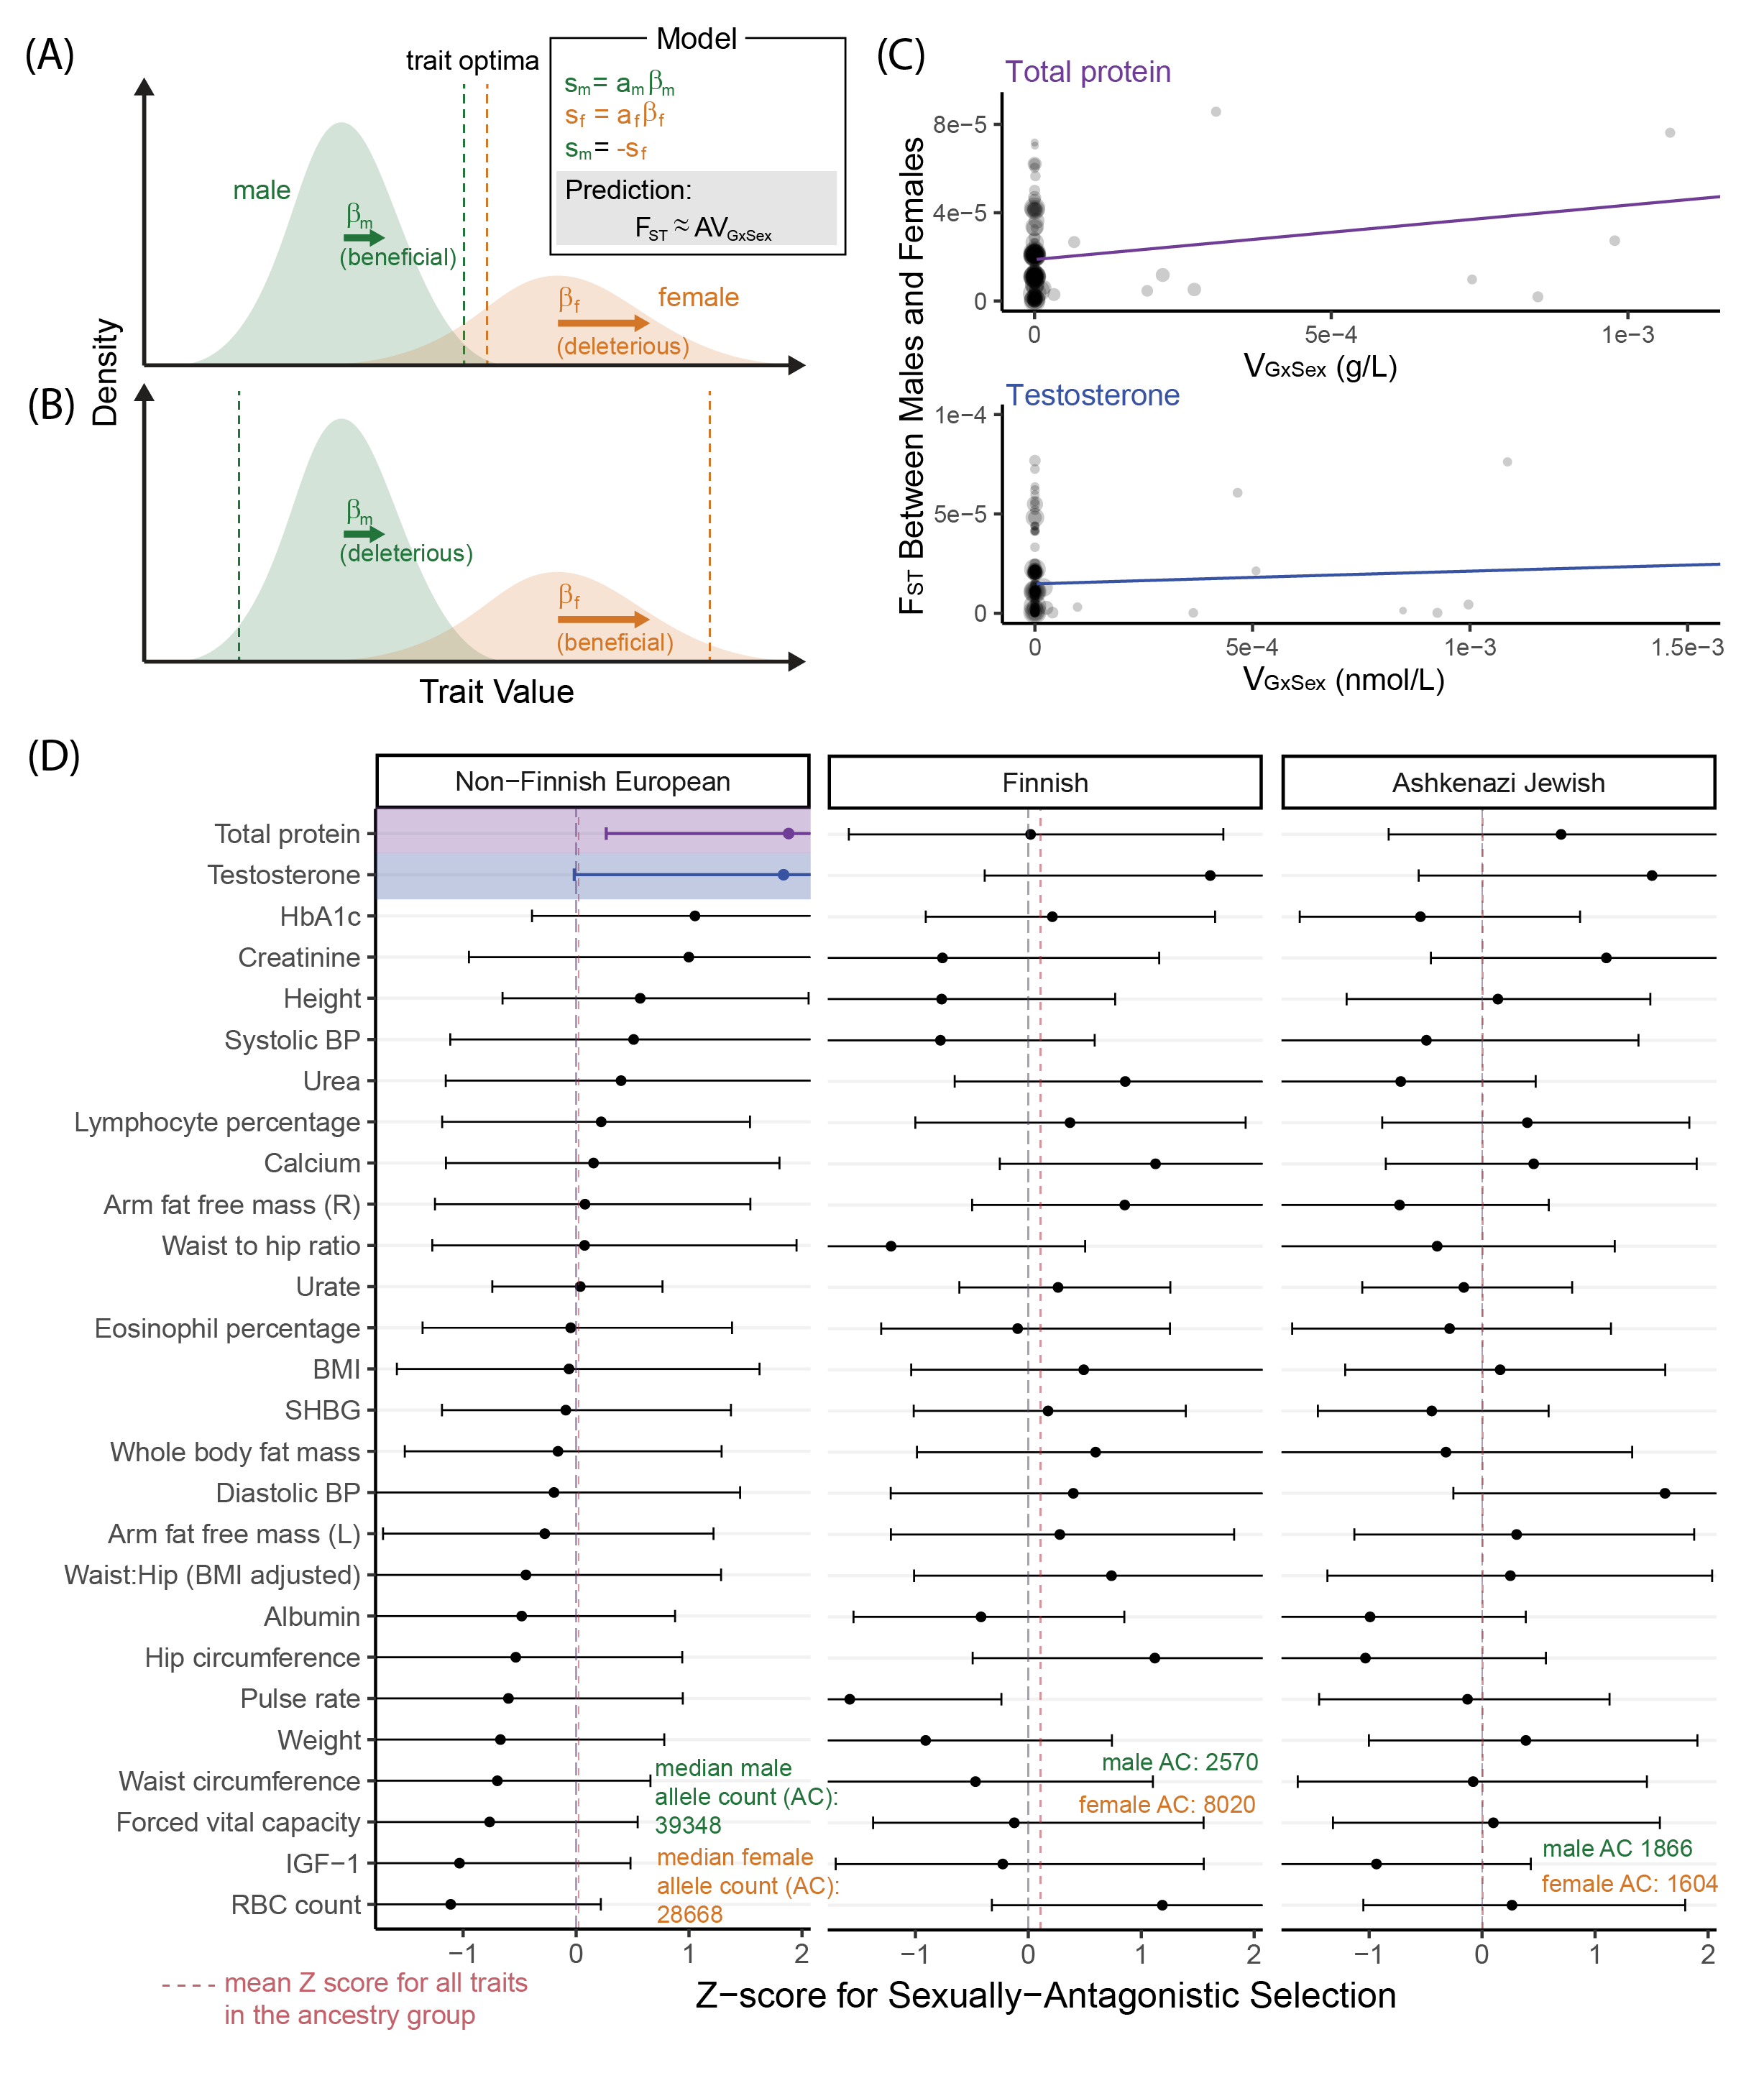 (A)
trait optima
Model
sm= amβm
sf = afβf
sm= -sf
Prediction:
FST ≈ AVGxSex
male
βm
(beneficial)
βf
female
(deleterious)
(B)
Density
βm
(deleterious)
βf
(beneficial)
Trait Value
(C)
Total protein
FST Between Males and Females
8e−5
4e−5
0
0
5e−4
1e−3
VGxSex (g/L)
Testosterone
1e−4
5e−5
0
0
5e−4
1e−3
1.5e−3
VGxSex (nmol/L)
(D)
Non−Finnish European
Finnish
Ashkenazi Jewish
Total protein
Testosterone
HbA1c
Creatinine
Height
Systolic BP
Urea
Lymphocyte percentage
Calcium
Arm fat free mass (R)
Waist to hip ratio
Urate
Eosinophil percentage
BMI
SHBG
Whole body fat mass
Diastolic BP
Arm fat free mass (L)
Waist:Hip (BMI adjusted)
Albumin
Hip circumference
Pulse rate
Weight
Waist circumference
Forced vital capacity
IGF−1
RBC count
median male
allele count (AC):
39348
median female
allele count (AC):
28668
male AC: 2570
female AC: 8020
male AC 1866
female AC: 1604
−1
0
1
2
−1
0
1
2
−1
0
1
2
mean Z score for all traits
in the ancestry group
Z−score for Sexually−Antagonistic Selection